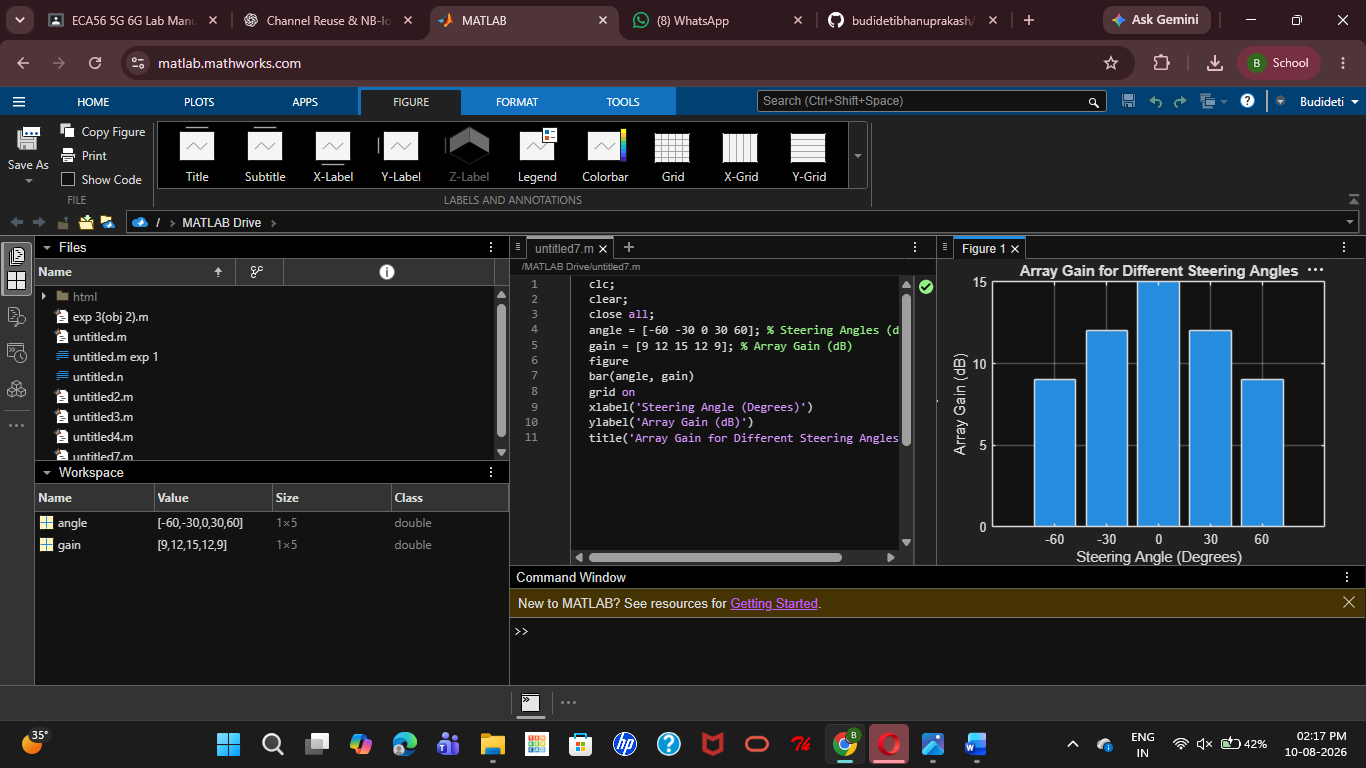 ECA56 5G 6G Lab Manu
Channel Reuse & NB-Io
MATLAB
(8) WhatsApp
budidetibhanuprakash/
Ask Gemini
matlab.mathworks.com
B School
HOME PLOTS APPS FIGURE FORMAT TOOLS
Search (Ctrl+Shift+Space)
Budideti
Save As
Copy Figure
Print
Show Code
FILE
Title Subtitle X-Label Y-Label Z-Label Legend Colorbar Grid X-Grid Y-Grid
LABELS AND ANNOTATIONS
/ > MATLAB Drive >
Files
Name
html
exp 3(obj 2).m
untitled.m
untitled.m exp 1
untitled.n
untitled2.m
untitled3.m
untitled4.m
untitled7.m
Workspace
Name Value Size Class
angle [-60,-30,0,30,60] 1×5 double
gain [9,12,15,12,9] 1×5 double
untitled7.m
/MATLAB Drive/untitled7.m
1 clc;
2 clear;
3 close all;
4 angle = [-60 -30 0 30 60]; % Steering Angles (d
5 gain = [9 12 15 12 9]; % Array Gain (dB)
6 figure
7 bar(angle, gain)
8 grid on
9 xlabel('Steering Angle (Degrees)')
10 ylabel('Array Gain (dB)')
11 title('Array Gain for Different Steering Angles
Figure 1
Array Gain for Different Steering Angles
15
10
5
0
Array Gain (dB)
-60 -30 0 30 60
Steering Angle (Degrees)
Command Window
New to MATLAB? See resources for Getting Started.
>>
35°
ENG
IN
42%
02:17 PM
10-08-2026